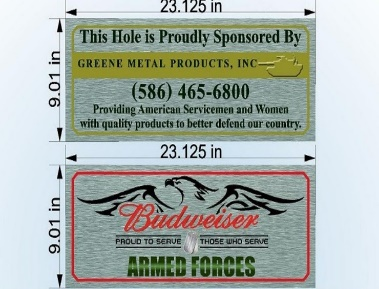 23.125 in
9.01 in
This Hole is Proudly Sponsored By
GREENE METAL PRODUCTS, INC
(586) 465-6800
Providing American Servicemen and Women
with quality products to better defend our country.
23.125 in
9.01 in
Budweiser
PROUD TO SERVE THOSE WHO SERVE
ARMED FORCES